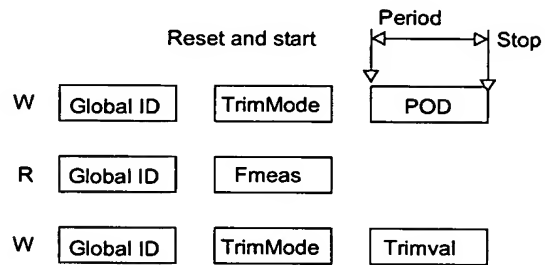 Period
Reset and start Stop
W Global ID TrimMode POD
R Global ID Fmeas
W Global ID TrimMode Trimval